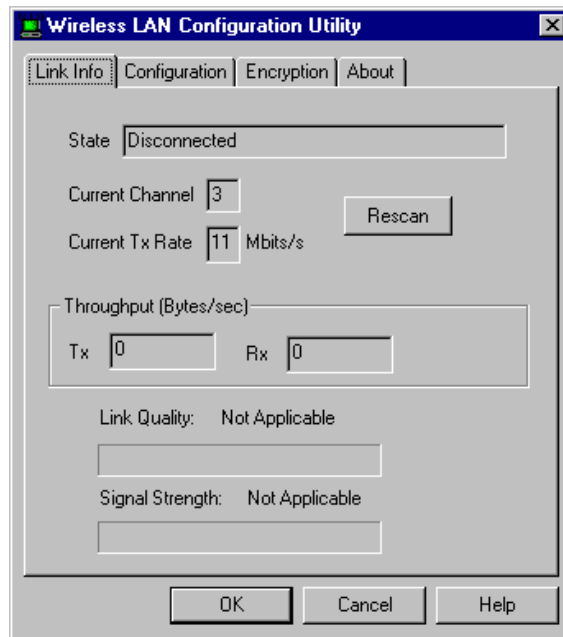 Wireless LAN Configuration Utility
Link Info Configuration Encryption About
State Disconnected
Current Channel 3
Rescan
Current Tx Rate 11 Mbits/s
Throughput (Bytes/sec)
Tx 0 Rx 0
Link Quality: Not Applicable
Signal Strength: Not Applicable
OK Cancel Help